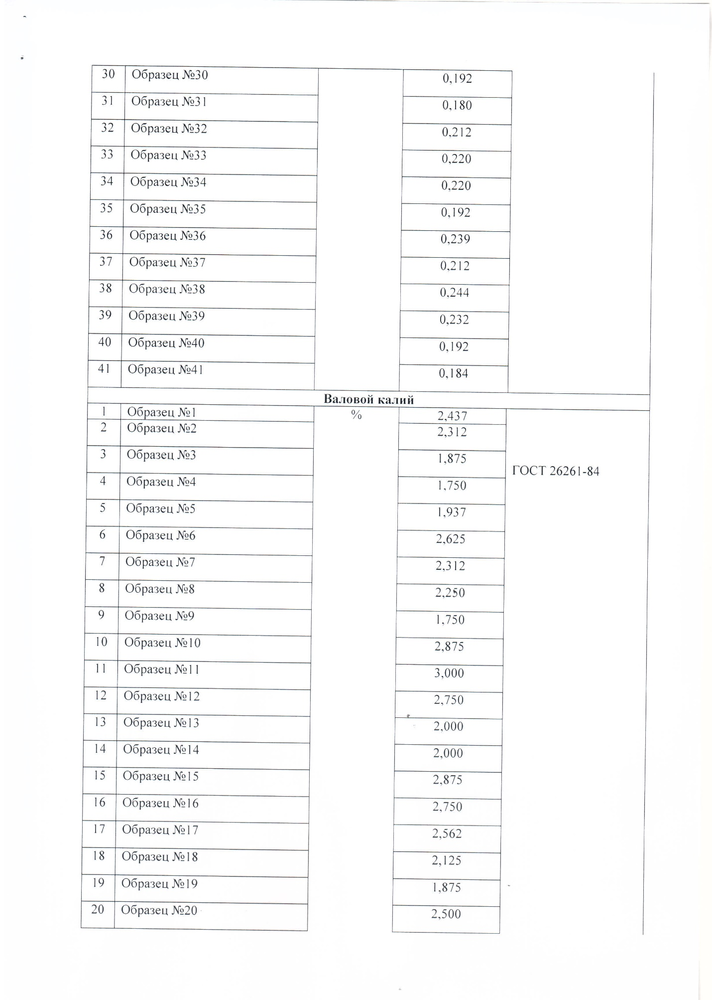 30 Образец №30 0,192
31 Образец №31 0,180
32 Образец №32 0,212
33 Образец №33 0,220
34 Образец №34 0,220
35 Образец №35 0,192
36 Образец №36 0,239
37 Образец №37 0,212
38 Образец №38 0,244
39 Образец №39 0,232
40 Образец №40 0,192
41 Образец №41 0,184
Валовой калий
1 Образец №1 % 2,437
2 Образец №2 2,312
3 Образец №3 1,875
ГОСТ 26261-84
4 Образец №4 1,750
5 Образец №5 1,937
6 Образец №6 2,625
7 Образец №7 2,312
8 Образец №8 2,250
9 Образец №9 1,750
10 Образец №10 2,875
11 Образец №11 3,000
12 Образец №12 2,750
13 Образец №13 2,000
14 Образец №14 2,000
15 Образец №15 2,875
16 Образец №16 2,750
17 Образец №17 2,562
18 Образец №18 2,125
19 Образец №19 1,875
20 Образец №20 2,500